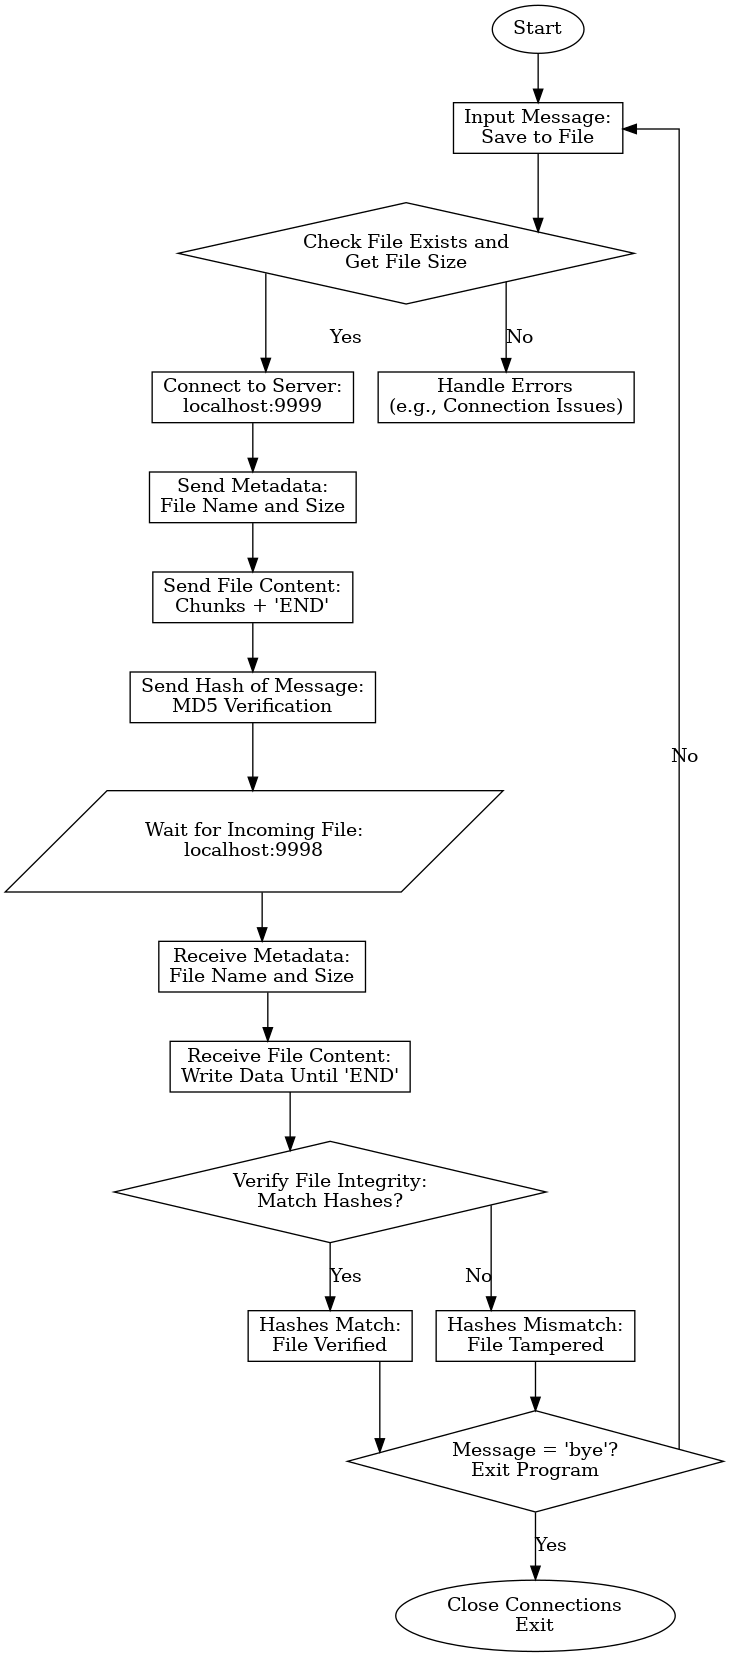 Start
Input Message:
Save to File
Check File Exists and
Get File Size
Yes
No
Connect to Server:
localhost:9999
Handle Errors
(e.g., Connection Issues)
Send Metadata:
File Name and Size
Send File Content:
Chunks + 'END'
Send Hash of Message:
MD5 Verification
No
Wait for Incoming File:
localhost:9998
Receive Metadata:
File Name and Size
Receive File Content:
Write Data Until 'END'
Verify File Integrity:
Match Hashes?
Yes
No
Hashes Match:
File Verified
Hashes Mismatch:
File Tampered
Message = 'bye'?
Exit Program
Yes
Close Connections
Exit